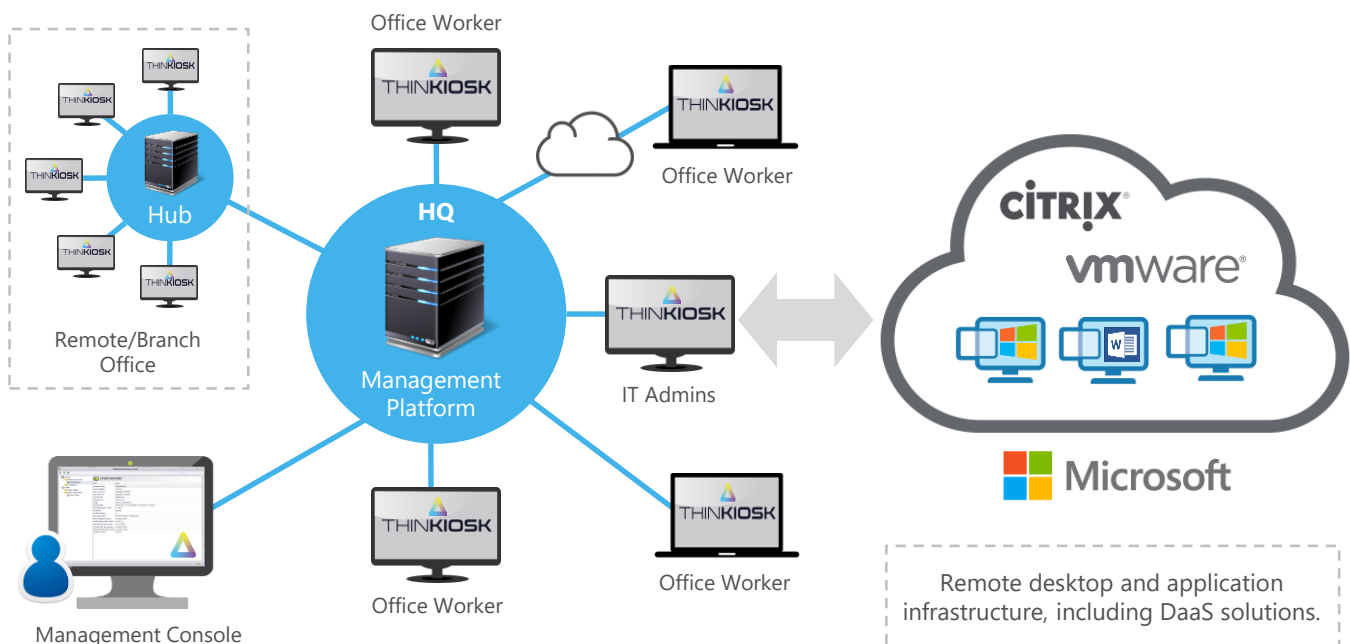 Office Worker
THINKIOSK
THINKIOSK
THINKIOSK
THINKIOSK
THINKIOSK
THINKIOSK
Hub
Remote/Branch
Office
THINKIOSK
Office Worker
HQ
Management
Platform
THINKIOSK
IT Admins
CİTRIX®
vmware®
W
Microsoft
THINKIOSK
Office Worker
THINKIOSK
Office Worker
Management Console
Remote desktop and application
infrastructure, including DaaS solutions.